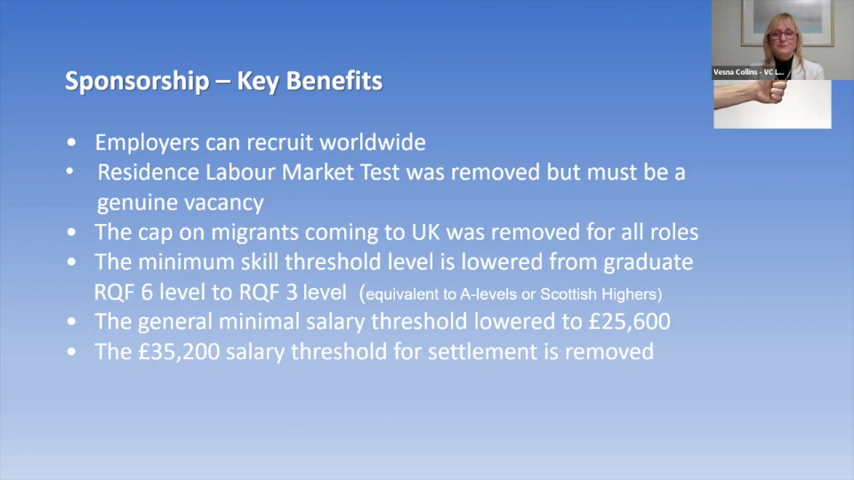 Sponsorship – Key Benefits
• Employers can recruit worldwide
• Residence Labour Market Test was removed but must be a
genuine vacancy
• The cap on migrants coming to UK was removed for all roles
• The minimum skill threshold level is lowered from graduate
RQF 6 level to RQF 3 level (equivalent to A-levels or Scottish Highers)
• The general minimal salary threshold lowered to £25,600
• The £35,200 salary threshold for settlement is removed
Vesna Collins - VC L...